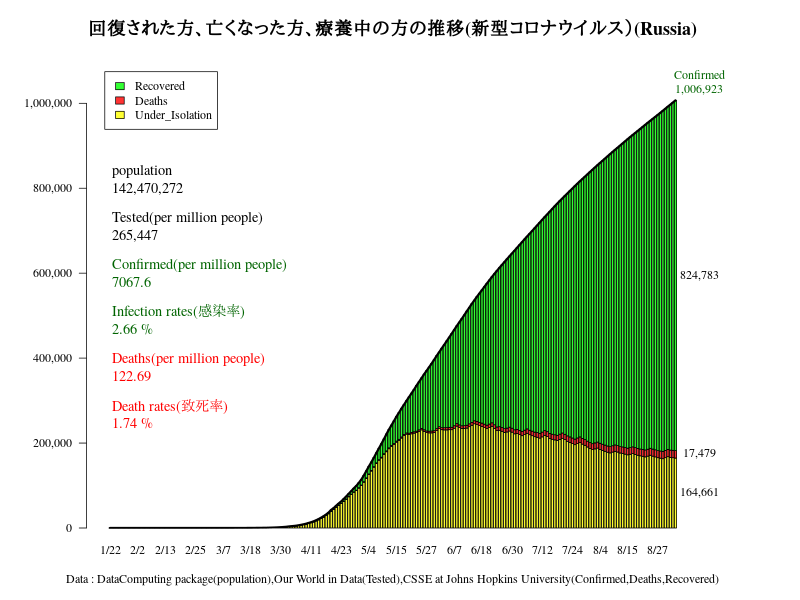 回復された方、亡くなった方、療養中の方の推移(新型コロナウイルス)(Russia)
Confirmed
1,006,923
Recovered
Deaths
Under_Isolation
1,000,000
800,000
600,000
400,000
200,000
0
population
142,470,272
Tested(per million people)
265,447
Confirmed(per million people)
7067.6
Infection rates(感染率)
2.66 %
Deaths(per million people)
122.69
Death rates(致死率)
1.74 %
824,783
17,479
164,661
1/22 2/2 2/13 2/25 3/7 3/18 3/30 4/11 4/23 5/4 5/15 5/27 6/7 6/18 6/30 7/12 7/24 8/4 8/15 8/27
Data : DataComputing package(population),Our World in Data(Tested),CSSE at Johns Hopkins University(Confirmed,Deaths,Recovered)